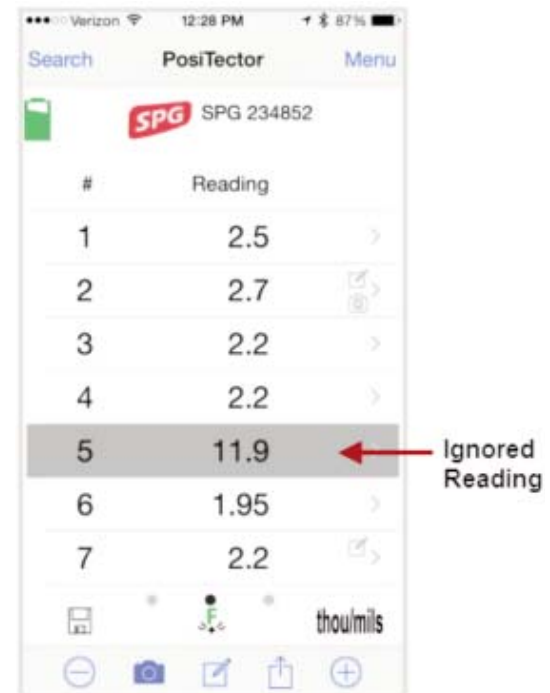 Verizon 12:28 PM 87%
Search PosiTector Menu
SPG SPG 234852
# Reading
1 2.5
2 2.7
3 2.2
4 2.2
5 11.9
Ignored
Reading
6 1.95
7 2.2
F thou/mils